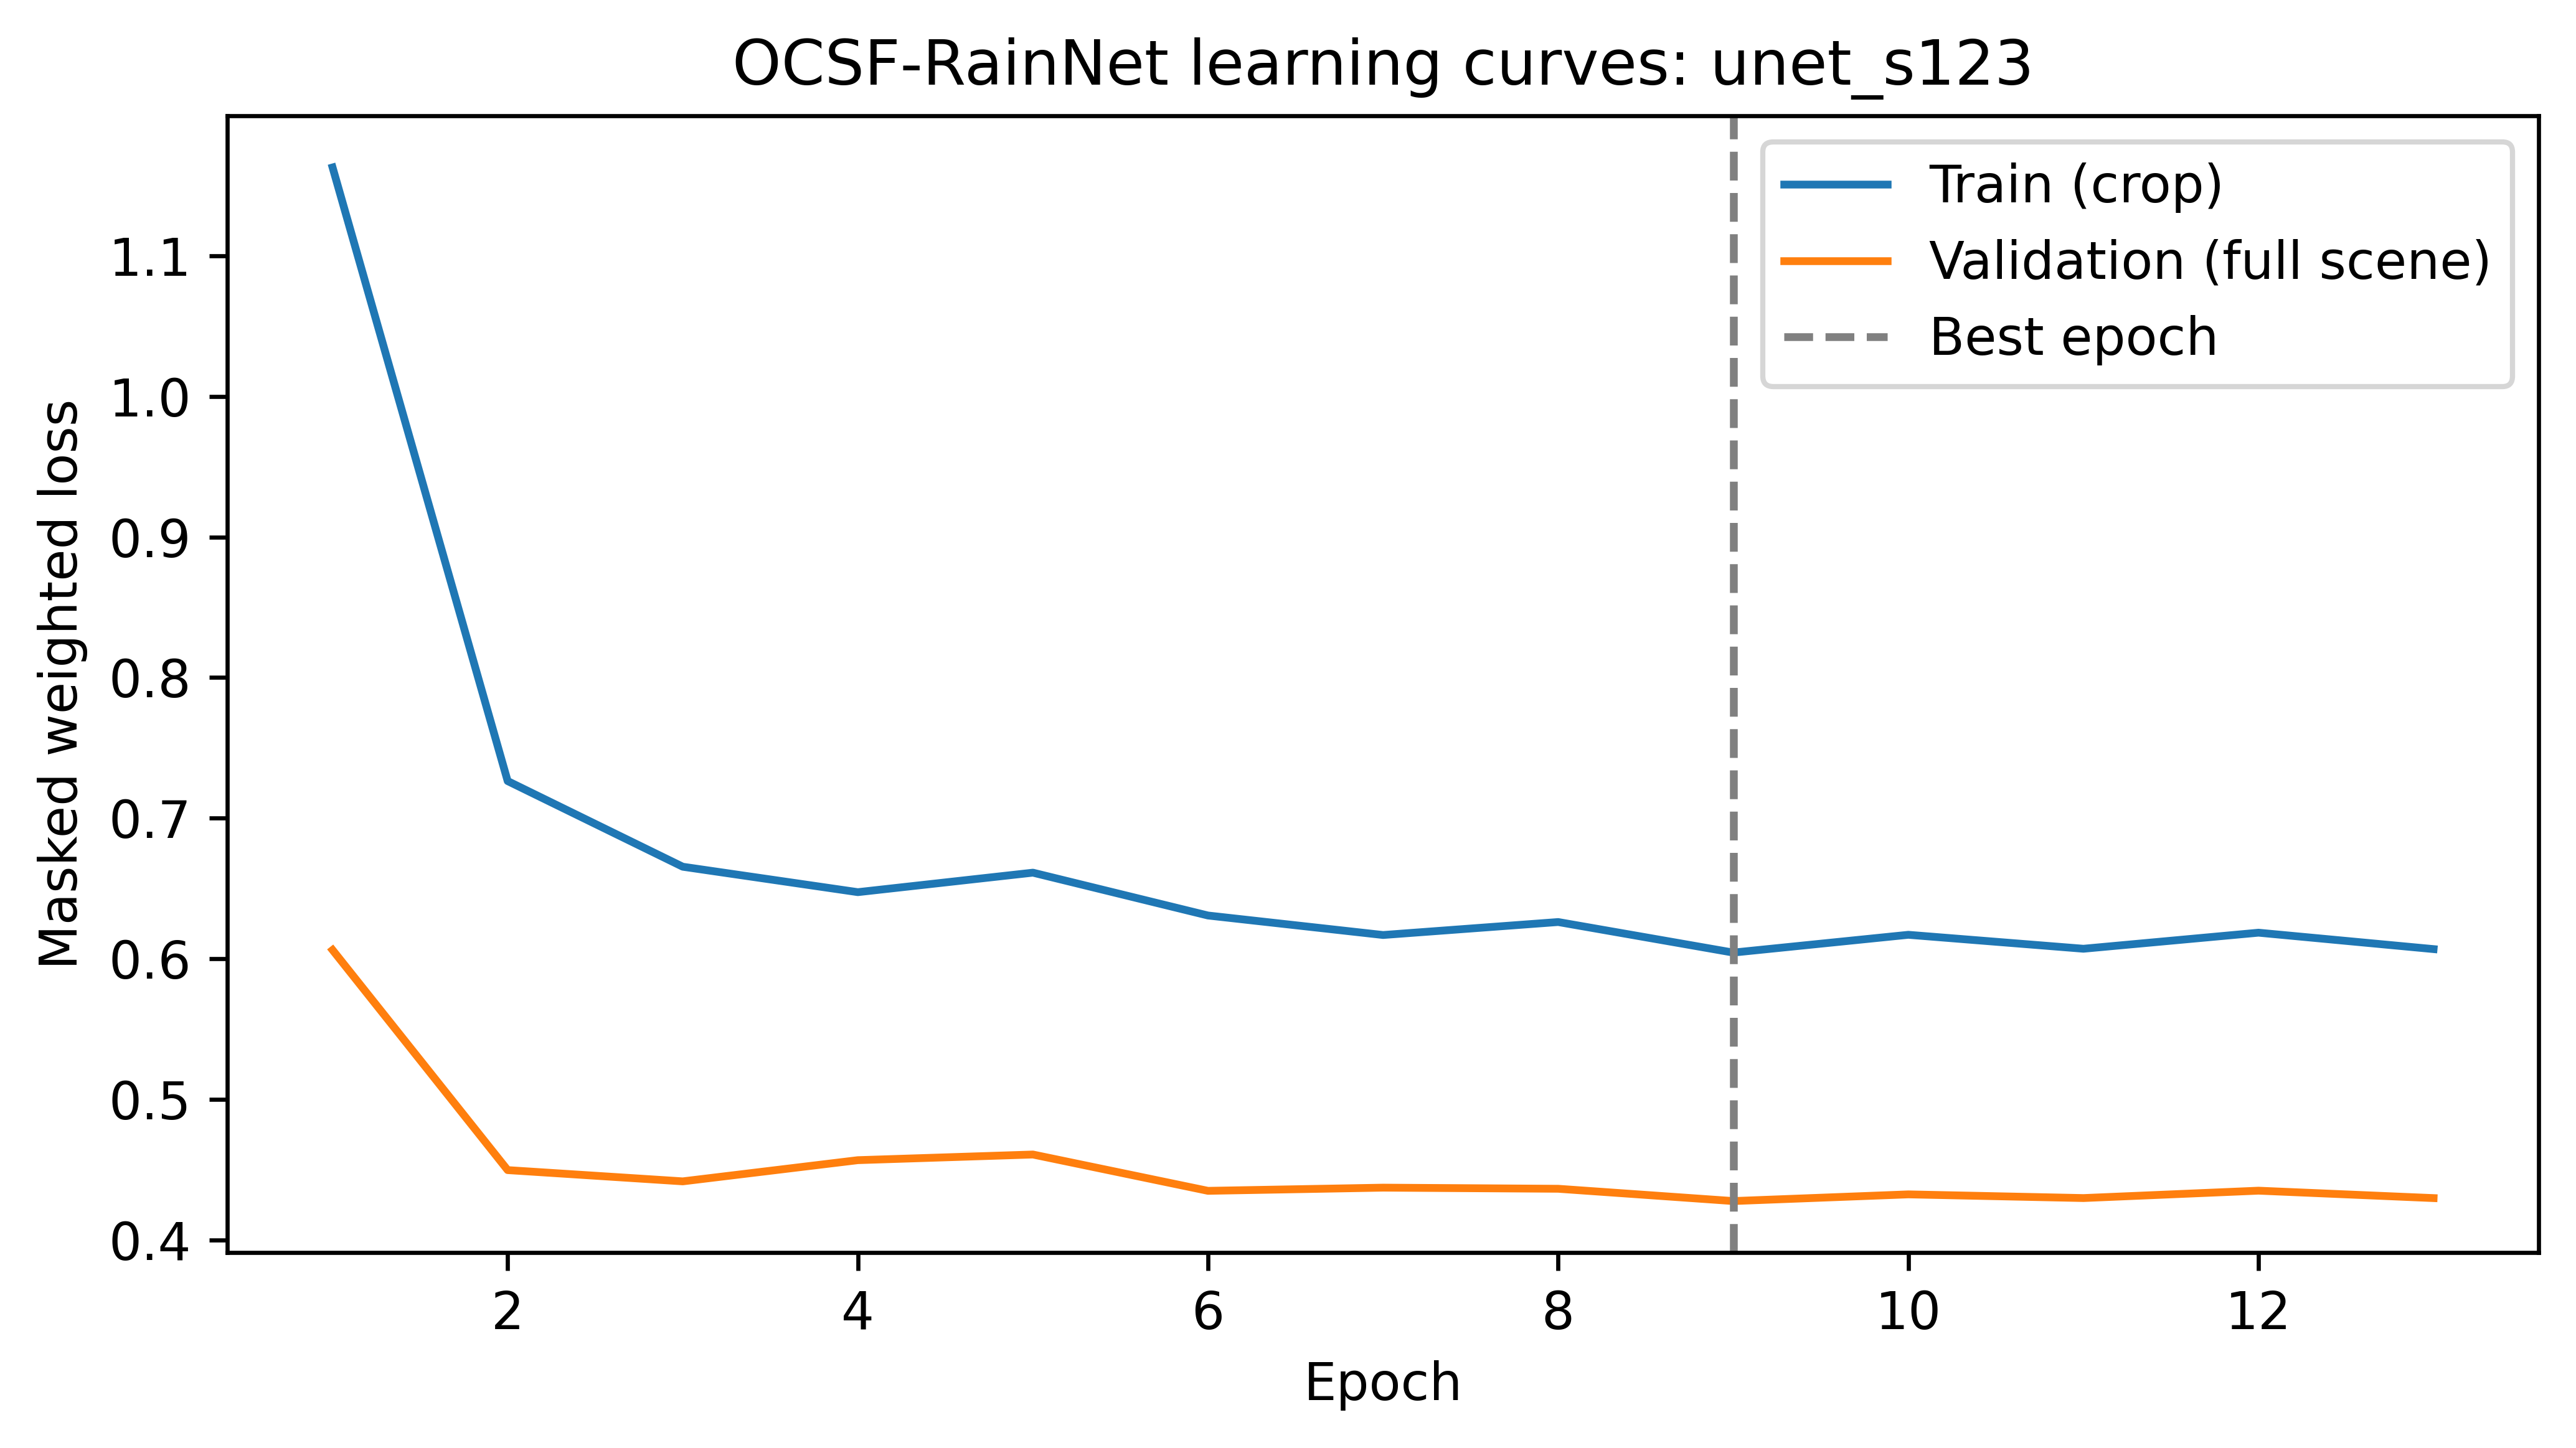 OCSF-RainNet learning curves: unet_s123
Train (crop)
Validation (full scene)
Best epoch
Masked weighted loss
1.1
1.0
0.9
0.8
0.7
0.6
0.5
0.4
2 4 6 8 10 12
Epoch